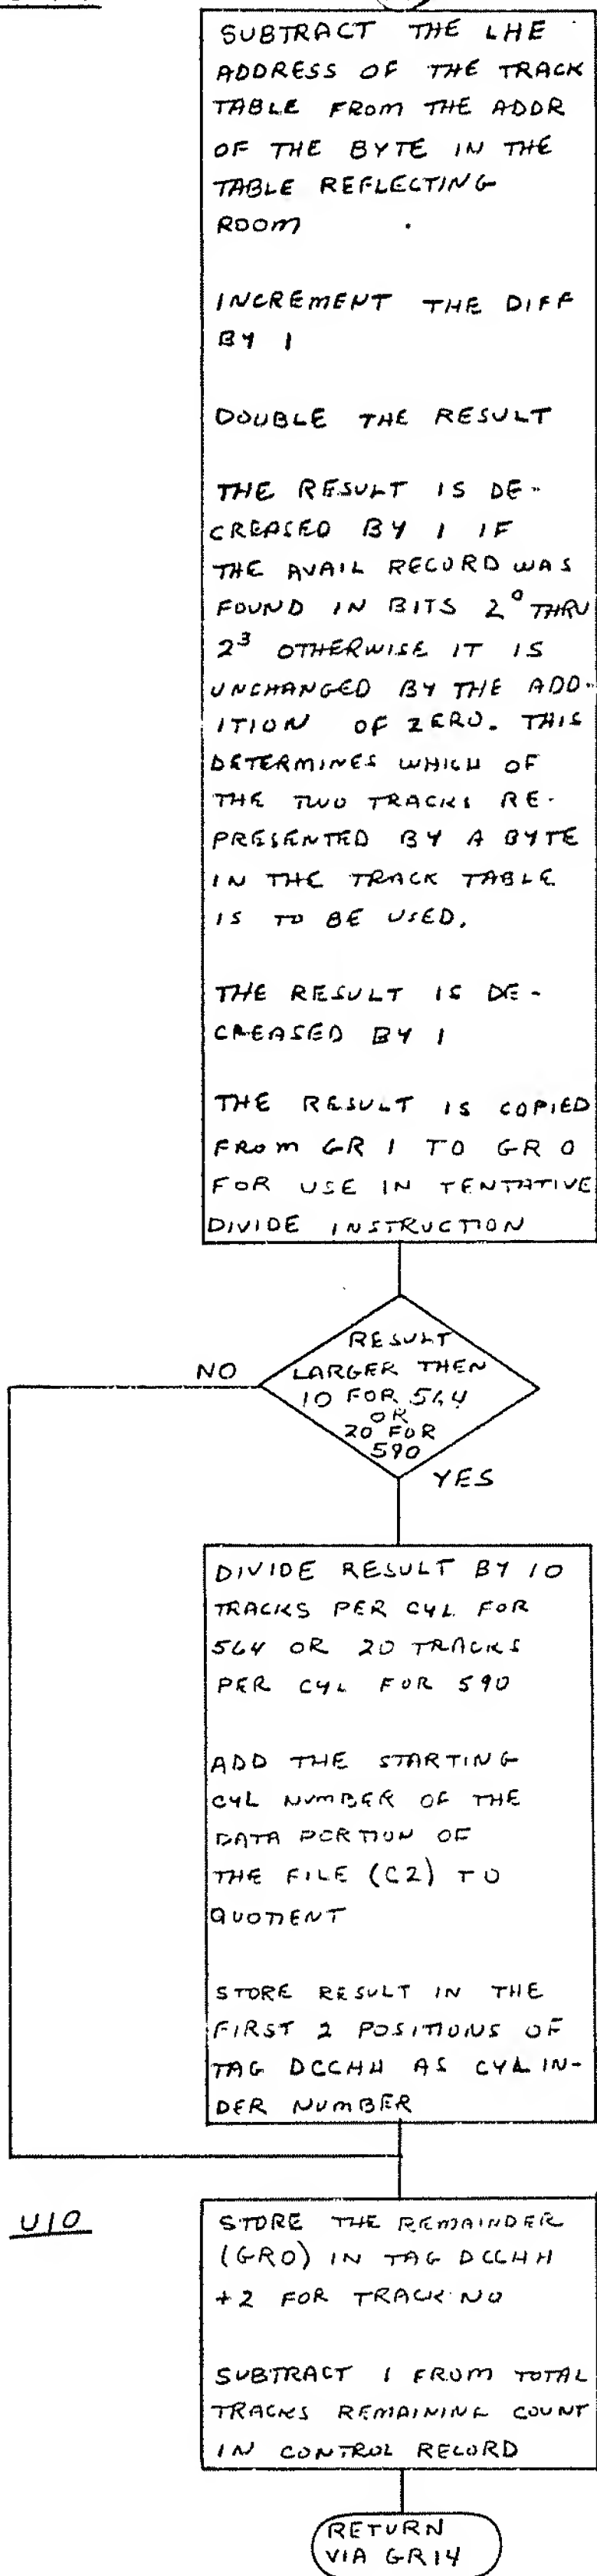 SUBTRACT THE LHE
ADDRESS OF THE TRACK
TABLE FROM THE ADDR
OF THE BYTE IN THE
TABLE REFLECTING
ROOM
INCREMENT THE DIFF
BY 1
DOUBLE THE RESULT
THE RESULT IS DE-
CREASED BY 1 IF
THE AVAIL RECORD WAS
FOUND IN BITS 2⁰ THRU
2³ OTHERWISE IT IS
UNCHANGED BY THE ADD-
ITION OF ZERO. THIS
DETERMINES WHICH OF
THE TWO TRACKS RE-
PRESENTED BY A BYTE
IN THE TRACK TABLE
IS TO BE USED.
THE RESULT IS DE-
CREASED BY 1
THE RESULT IS COPIED
FROM GR 1 TO GR 0
FOR USE IN TENTATIVE
DIVIDE INSTRUCTION
RESULT
NO LARGER THEN
10 FOR 564
OR
20 FOR
590
YES
DIVIDE RESULT BY 10
TRACKS PER CYL FOR
564 OR 20 TRACKS
PER CYL FOR 590
ADD THE STARTING
CYL NUMBER OF THE
DATA PORTION OF
THE FILE (C2) TO
QUOTIENT
STORE RESULT IN THE
FIRST 2 POSITIONS OF
TAG DCCHH AS CYLIN-
DER NUMBER
U10
STORE THE REMAINDER
(GR0) IN TAG DCCHH
+2 FOR TRACK NO
SUBTRACT 1 FROM TOTAL
TRACKS REMAINING COUNT
IN CONTROL RECORD
RETURN
VIA GR14